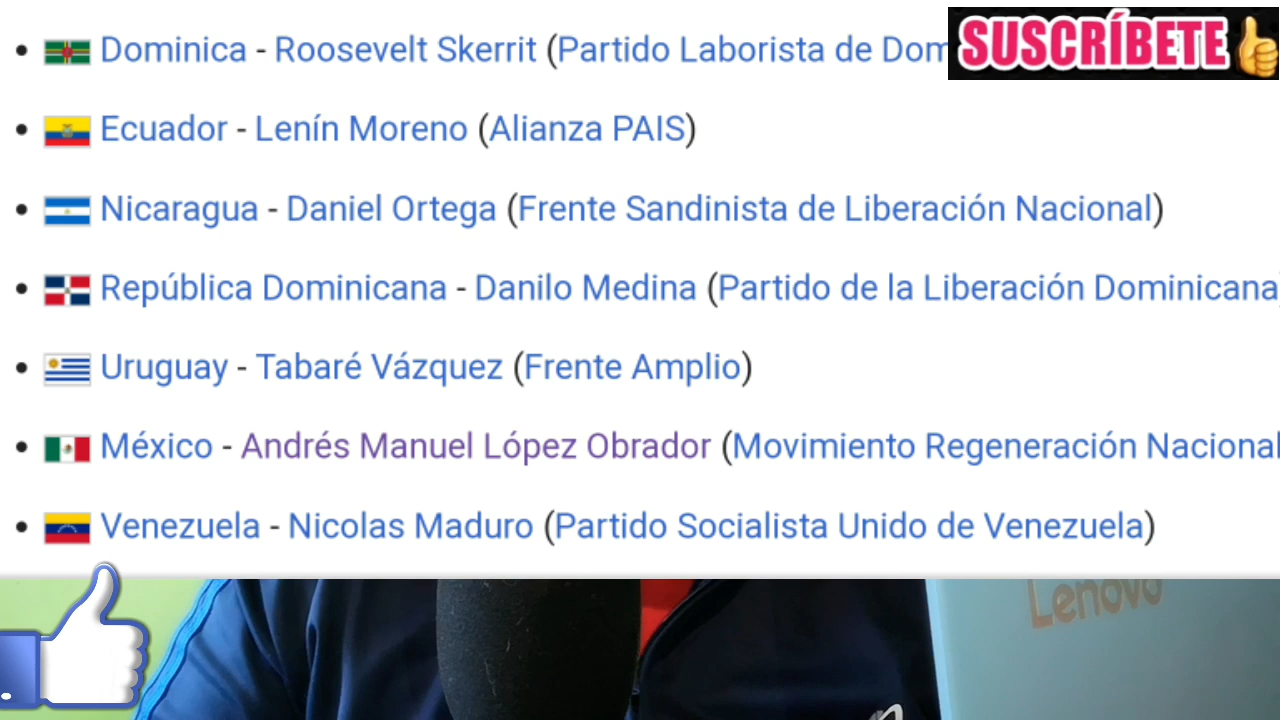 Dominica - Roosevelt Skerrit (Partido Laborista de Dom
SUSCRÍBETE
Ecuador - Lenín Moreno (Alianza PAIS)
Nicaragua - Daniel Ortega (Frente Sandinista de Liberación Nacional)
República Dominicana - Danilo Medina (Partido de la Liberación Dominicana)
Uruguay - Tabaré Vázquez (Frente Amplio)
México - Andrés Manuel López Obrador (Movimiento Regeneración Nacional
Venezuela - Nicolas Maduro (Partido Socialista Unido de Venezuela)
Lenovo